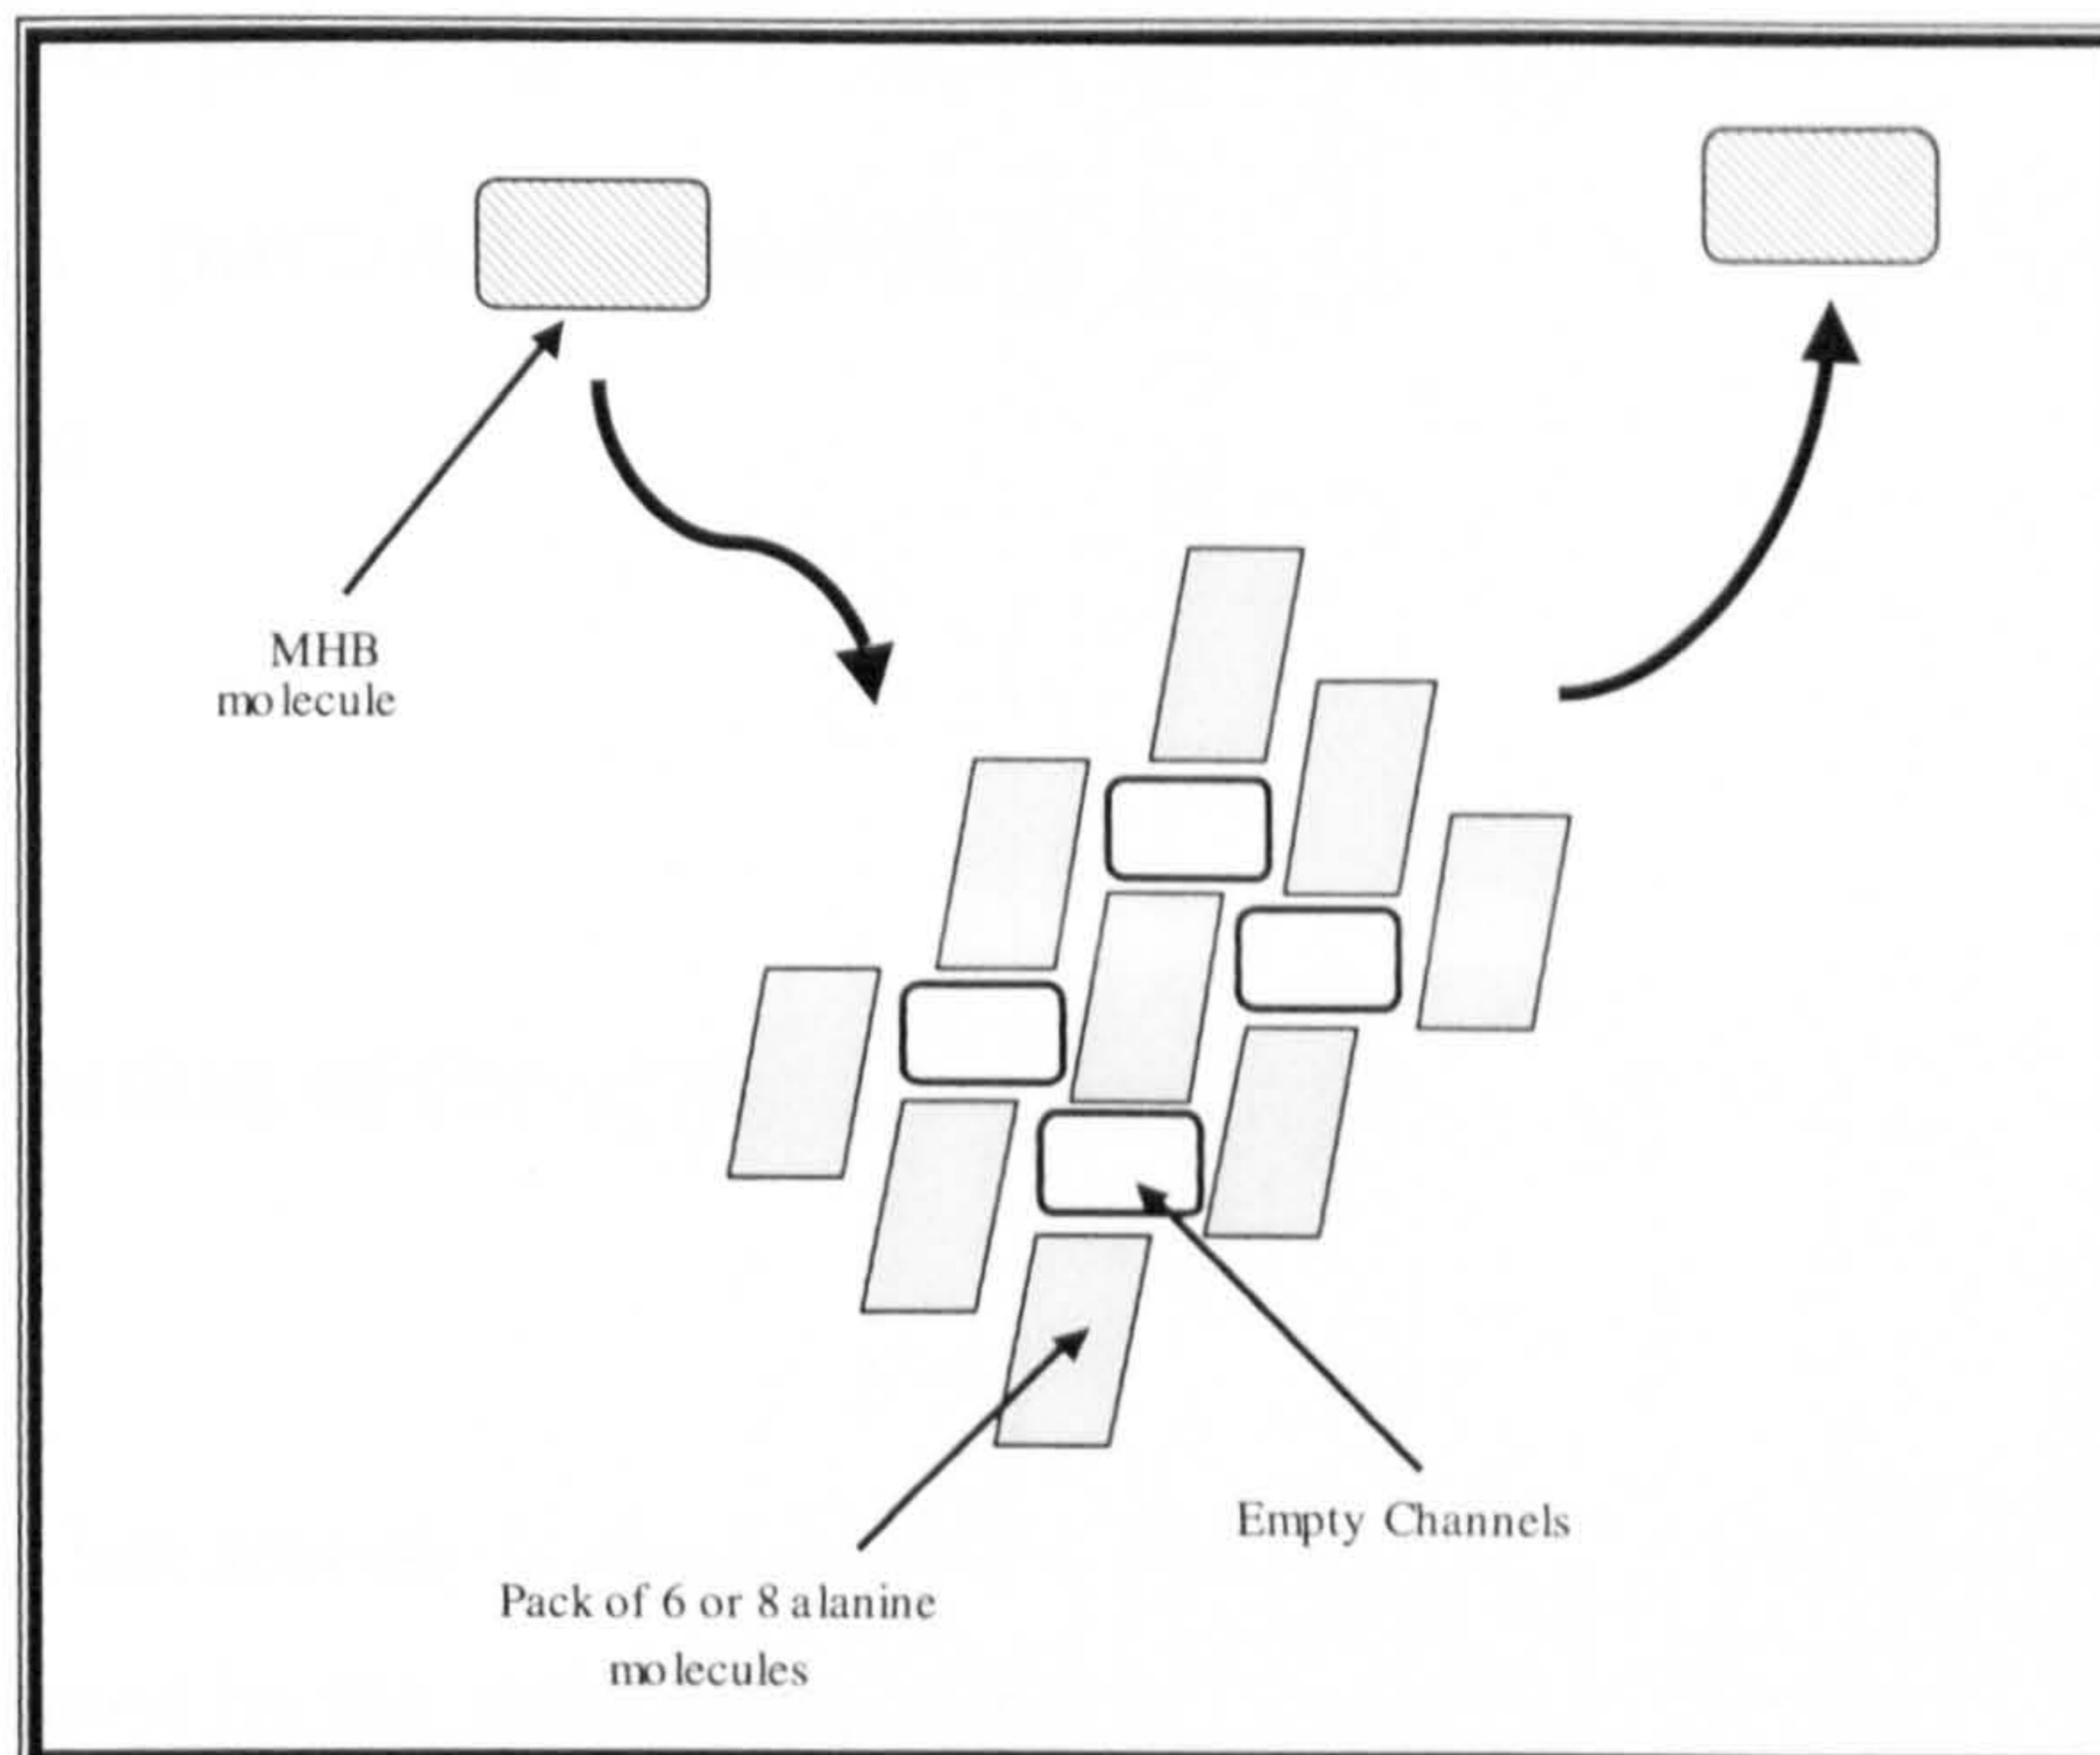 MHB
molecule
Empty Channels
Pack of 6 or 8 alanine
molecules